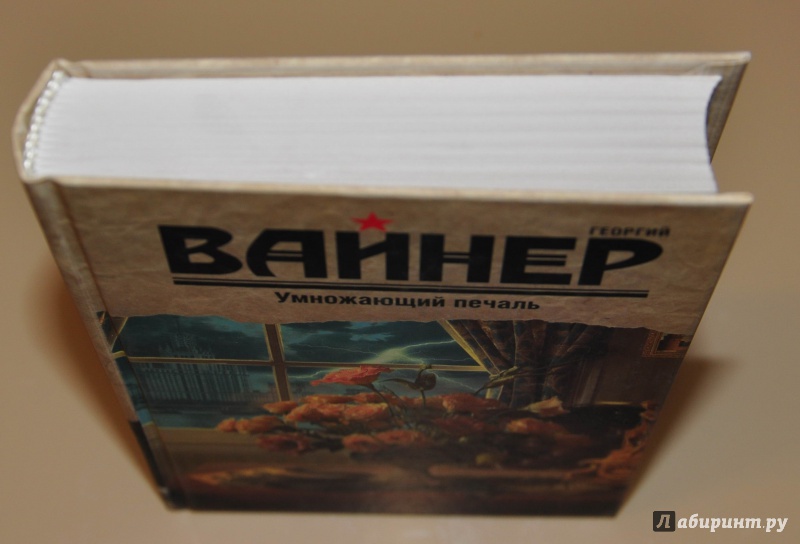 ГЕОРГИЙ
ВАЙНЕР
Умножающий печаль
Лабиринт.ру